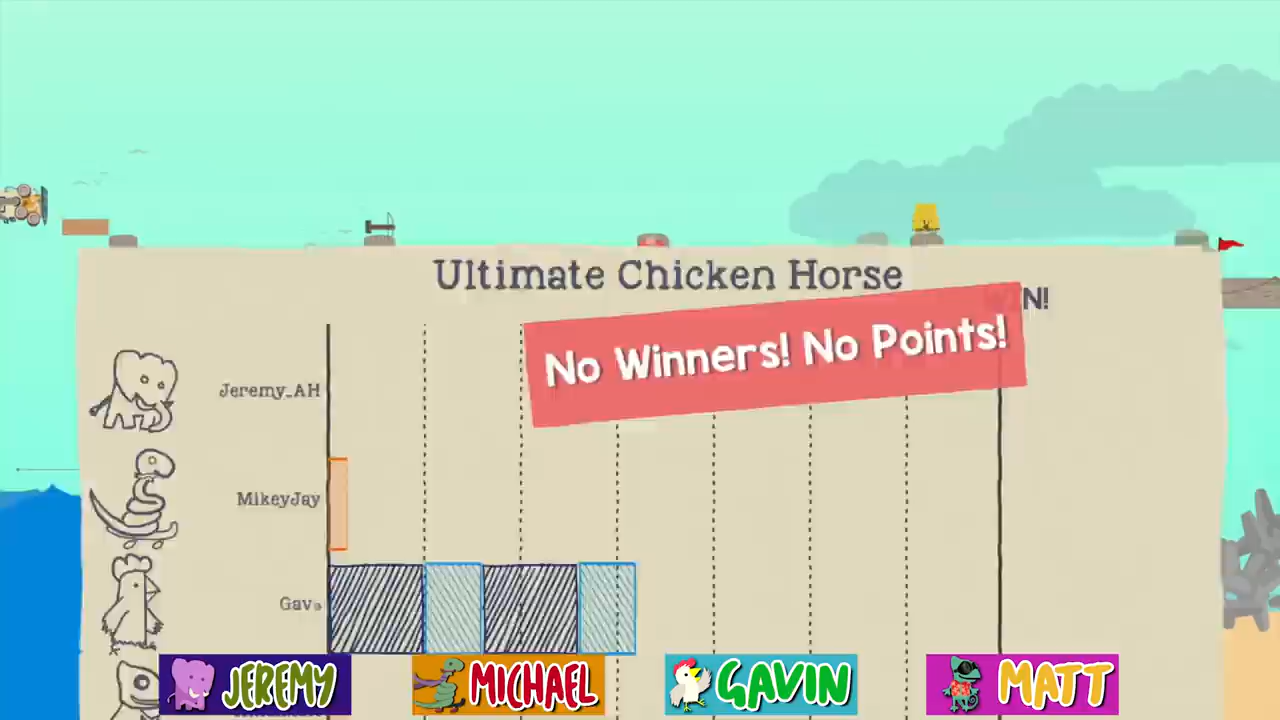 Ultimate Chicken Horse
No Winners! No Points!
Jeremy_AH
MikeyJay
JEREMY
MICHAEL
GAVIN
MATT